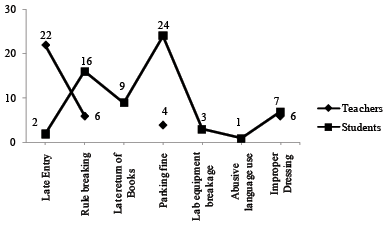 30
20
10
0
22
2
16
6
9
24
4
3
1
7
6
Teachers
Students
Late Entry
Rule breaking
Late return of
Books
Parking fine
Lab equipment
breakage
Abusive
language use
Improper
Dressing